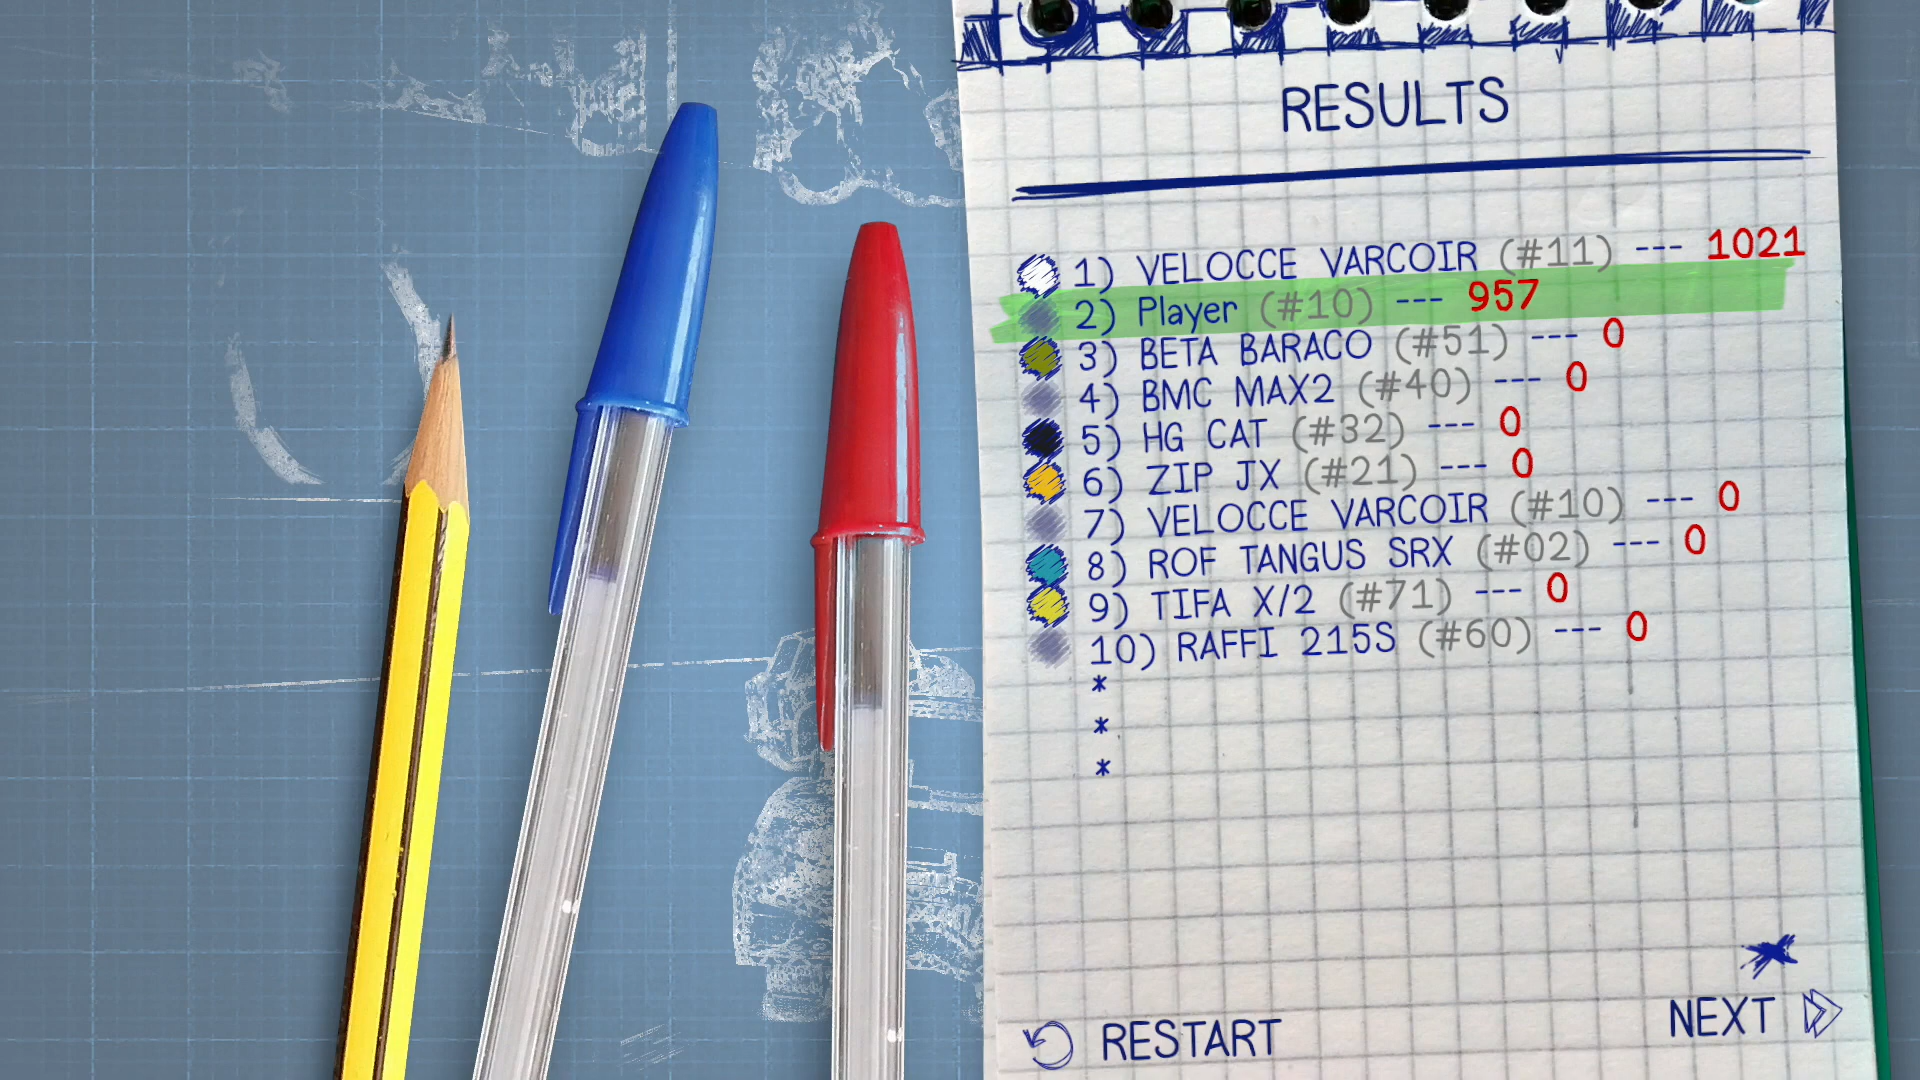 RESULTS
1) VELOCCE VARCOIR (#11) --- 1021
2) Player (#10) --- 957
3) BETA BARACO (#51) --- 0
4) BMC MAX2 (#40) --- 0
5) HG CAT (#32) --- 0
6) ZIP JX (#21) --- 0
7) VELOCCE VARCOIR (#10) --- 0
8) ROF TANGUS SRX (#02) --- 0
9) TIFA X/2 (#71) --- 0
10) RAFFI 215S (#60) --- 0
*
*
*
RESTART
NEXT